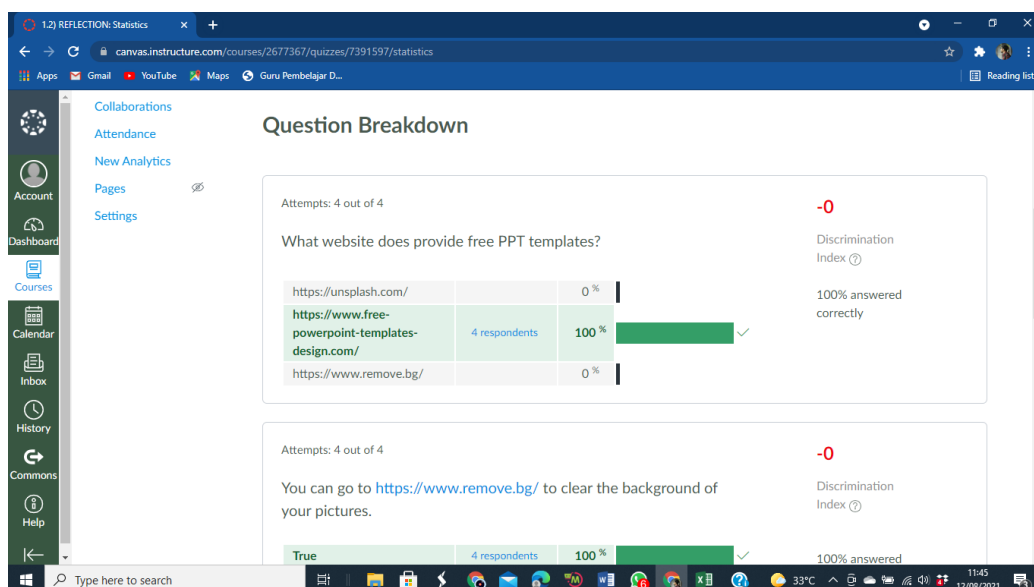 1.2) REFLECTION: Statistics
canvas.instructure.com/courses/2677367/quizzes/7391597/statistics
Apps Gmail YouTube Maps Guru Pembelajar D... Reading list
Account
Dashboard
Courses
Calendar
Inbox
History
Commons
Help
Collaborations
Attendance
New Analytics
Pages
Settings
Question Breakdown
Attempts: 4 out of 4
-0
What website does provide free PPT templates?
Discrimination
Index ?
https://unsplash.com/ 0 %
100% answered
correctly
https://www.free-
powerpoint-templates-
design.com/
4 respondents 100 %
https://www.remove.bg/ 0 %
Attempts: 4 out of 4
-0
You can go to https://www.remove.bg/ to clear the background of
your pictures.
Discrimination
Index ?
True 4 respondents 100 %
100% answered
Type here to search
33°C
11:45
12/08/2021